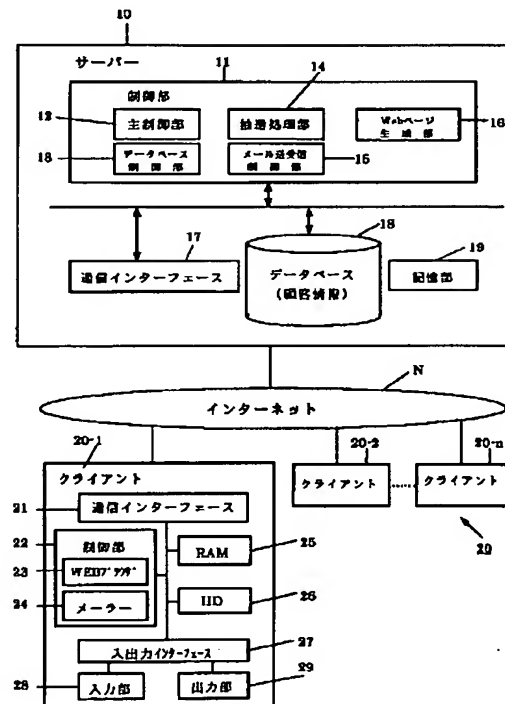 10
サーバー
11
14
制御部
12
主制御部
抽選処理部
Webページ
生成部
16
13
データベース
制御部
メール送受信
制御部
15
17
18
19
通信インターフェース
データベース
(顧客情報)
記憶部
N
インターネット
20-1
20-2
20-n
クライアント
クライアント
クライアント
21
通信インターフェース
20
22
制御部
RAM
25
23
WEBブラウザ
24
メーラー
HD
26
入出力インターフェース
27
28
入力部
出力部
29